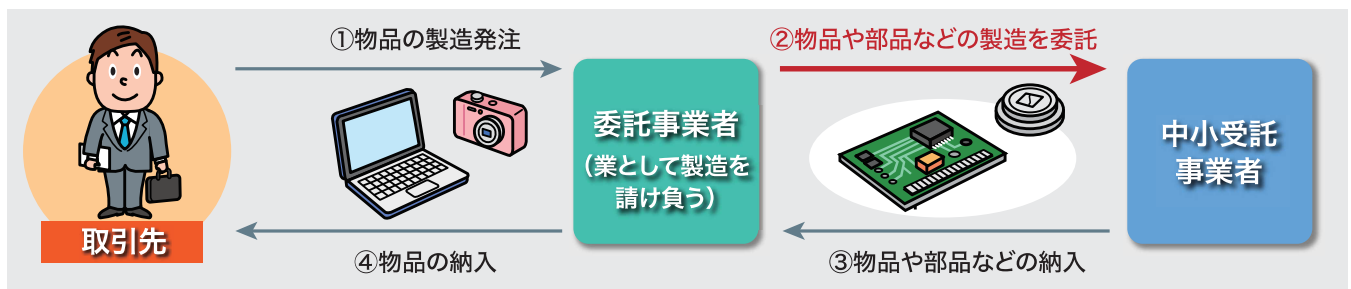 ①物品の製造発注
②物品や部品などの製造を委託
委託事業者
（業として製造を
請け負う）
中小受託
事業者
取引先
④物品の納入
③物品や部品などの納入